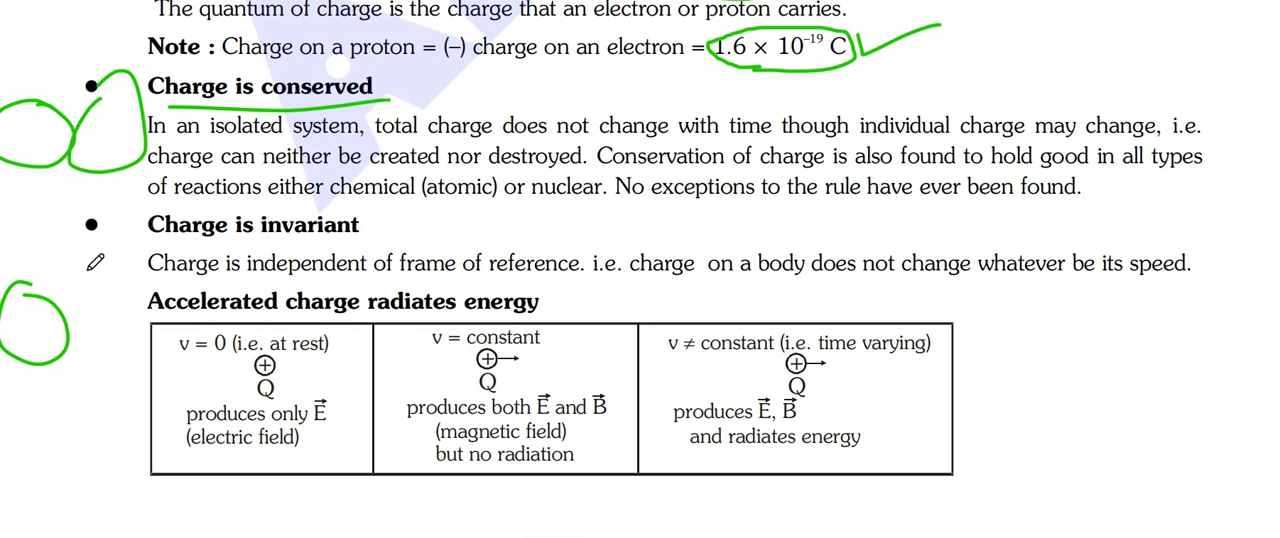 The quantum of charge is the charge that an electron or proton carries.
Note : Charge on a proton = (–) charge on an electron = 1.6 × 10⁻¹⁹ C
● Charge is conserved
In an isolated system, total charge does not change with time though individual charge may change, i.e.
charge can neither be created nor destroyed. Conservation of charge is also found to hold good in all types
of reactions either chemical (atomic) or nuclear. No exceptions to the rule have ever been found.
● Charge is invariant
Charge is independent of frame of reference. i.e. charge on a body does not change whatever be its speed.
Accelerated charge radiates energy
v = 0 (i.e. at rest)
⊕
Q
produces only E⃗
(electric field)
v = constant
⊕→
Q
produces both E⃗ and B⃗
(magnetic field)
but no radiation
v ≠ constant (i.e. time varying)
⊕→
Q
produces E⃗, B⃗
and radiates energy